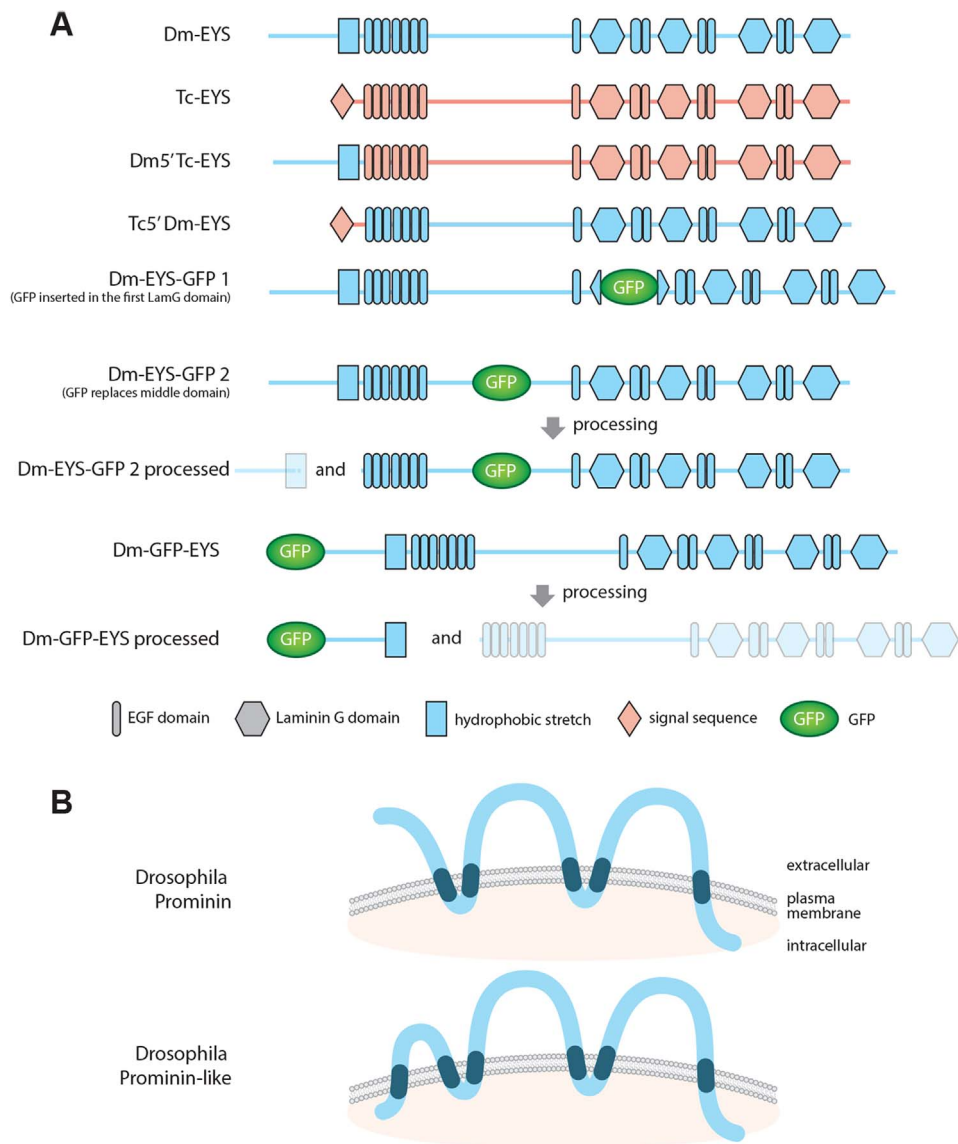 A
Dm-EYS
Tc-EYS
Dm5'Tc-EYS
Tc5'Dm-EYS
Dm-EYS-GFP 1
(GFP inserted in the first LamG domain)
GFP
Dm-EYS-GFP 2
(GFP replaces middle domain)
GFP
processing
Dm-EYS-GFP 2 processed
and
GFP
Dm-GFP-EYS
GFP
processing
Dm-GFP-EYS processed
GFP
and
EGF domain
Laminin G domain
hydrophobic stretch
signal sequence
GFP
GFP
B
Drosophila
Prominin
extracellular
plasma
membrane
intracellular
Drosophila
Prominin-like